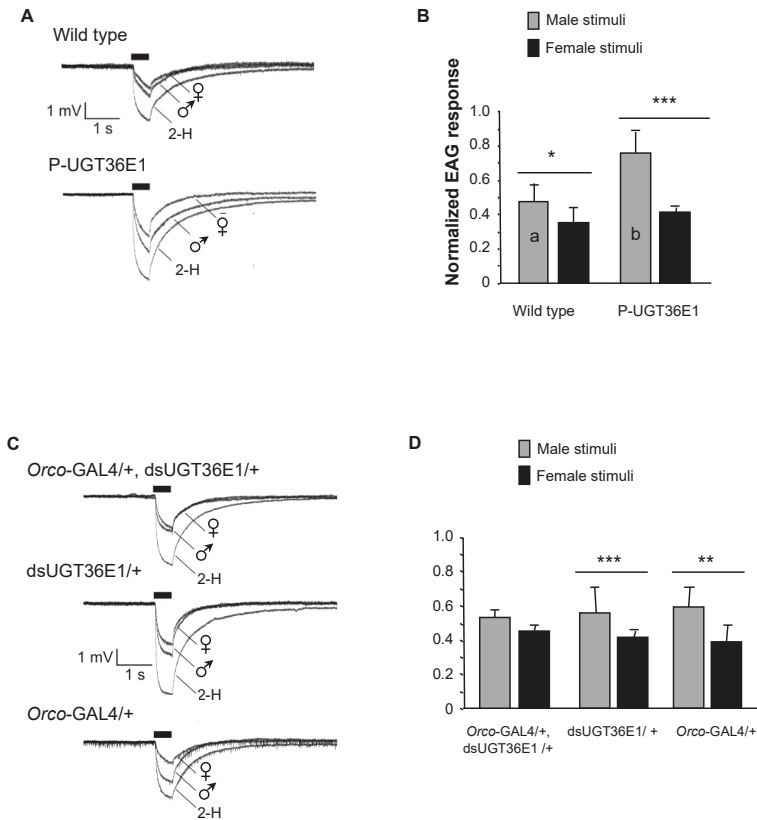 A
Wild type
♀
♂
1 mV
1 s
2-H
P-UGT36E1
♀
♂
2-H
B
Male stimuli
Female stimuli
Normalized EAG response
1.0
0.8
0.6
0.4
0.2
0
*
***
a
b
Wild type
P-UGT36E1
C
Orco-GAL4/+, dsUGT36E1/+
♀
♂
2-H
dsUGT36E1/+
♀
♂
1 mV
1 s
2-H
Orco-GAL4/+
♀
♂
2-H
D
Male stimuli
Female stimuli
1.0
0.8
0.6
0.4
0.2
0
***
**
Orco-GAL4/+,
dsUGT36E1 /+
dsUGT36E1/ +
Orco-GAL4/+